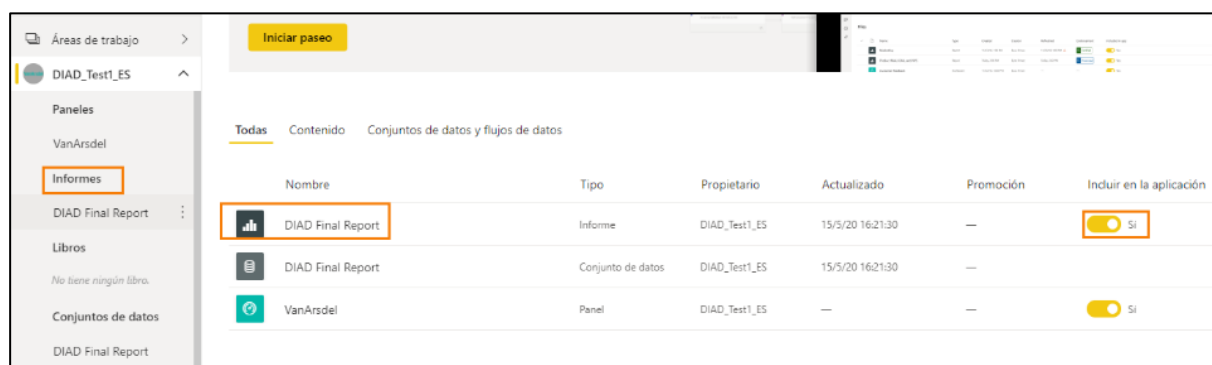 Áreas de trabajo
DIAD_Test1_ES
Paneles
VanArsdel
Informes
DIAD Final Report
Libros
No tiene ningún libro.
Conjuntos de datos
DIAD Final Report
Iniciar paseo
Todas Contenido Conjuntos de datos y flujos de datos
Nombre Tipo Propietario Actualizado Promoción Incluir en la aplicación
DIAD Final Report Informe DIAD_Test1_ES 15/5/20 16:21:30 — Sí
DIAD Final Report Conjunto de datos DIAD_Test1_ES 15/5/20 16:21:30 —
VanArsdel Panel DIAD_Test1_ES — — Sí